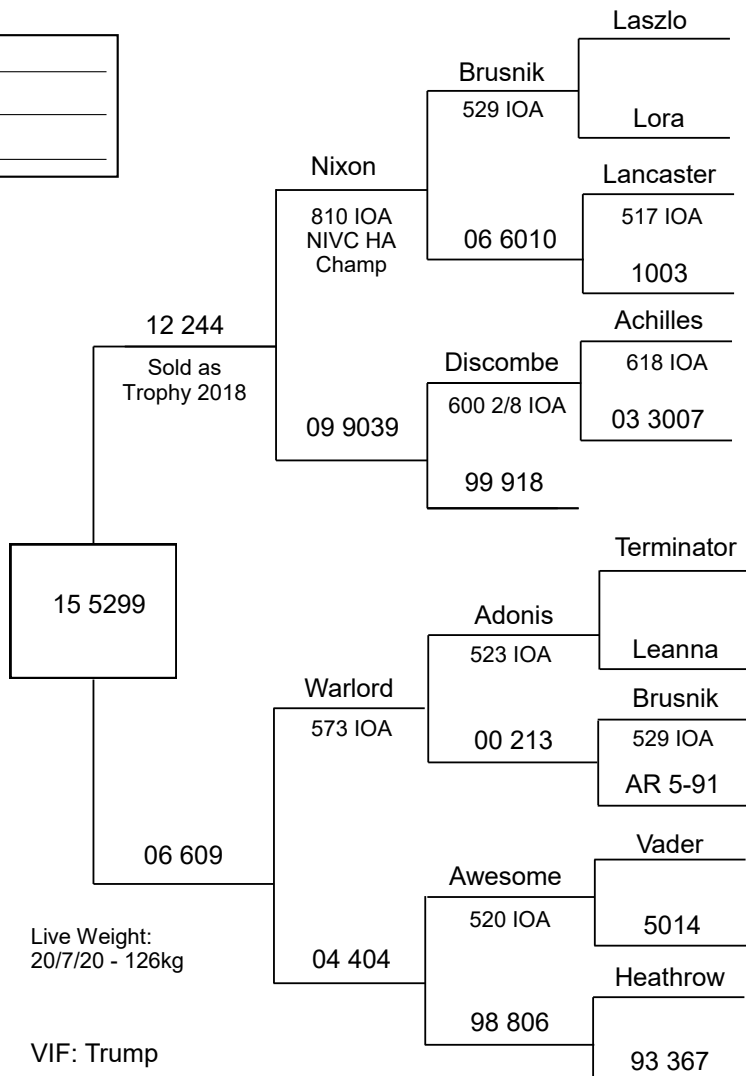 Laszlo
Brusnik
529 IOA
Lora
Nixon
Lancaster
810 IOA
NIVC HA
Champ
06 6010
517 IOA
1003
12 244
Achilles
Sold as
Trophy 2018
Discombe
618 IOA
09 9039
600 2/8 IOA
03 3007
99 918
Terminator
15 5299
Adonis
523 IOA
Leanna
Warlord
Brusnik
573 IOA
00 213
529 IOA
AR 5-91
06 609
Vader
Awesome
520 IOA
5014
Live Weight:
20/7/20 - 126kg
04 404
Heathrow
98 806
VIF: Trump
93 367